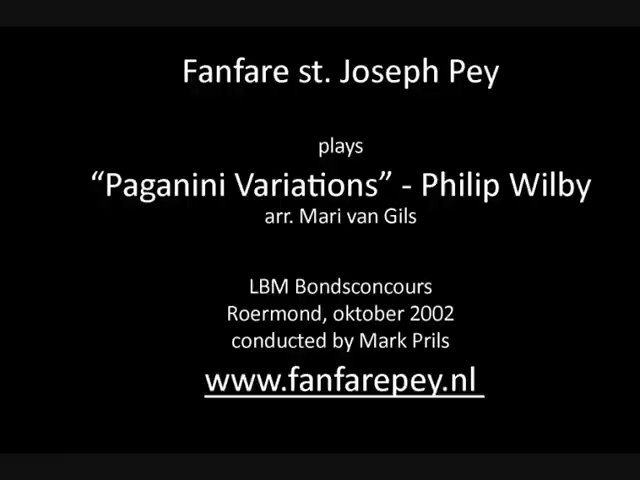 Fanfare st. Joseph Pey
plays
“Paganini Variations” - Philip Wilby
arr. Mari van Gils
LBM Bondsconcours
Roermond, oktober 2002
conducted by Mark Prils
www.fanfarepey.nl